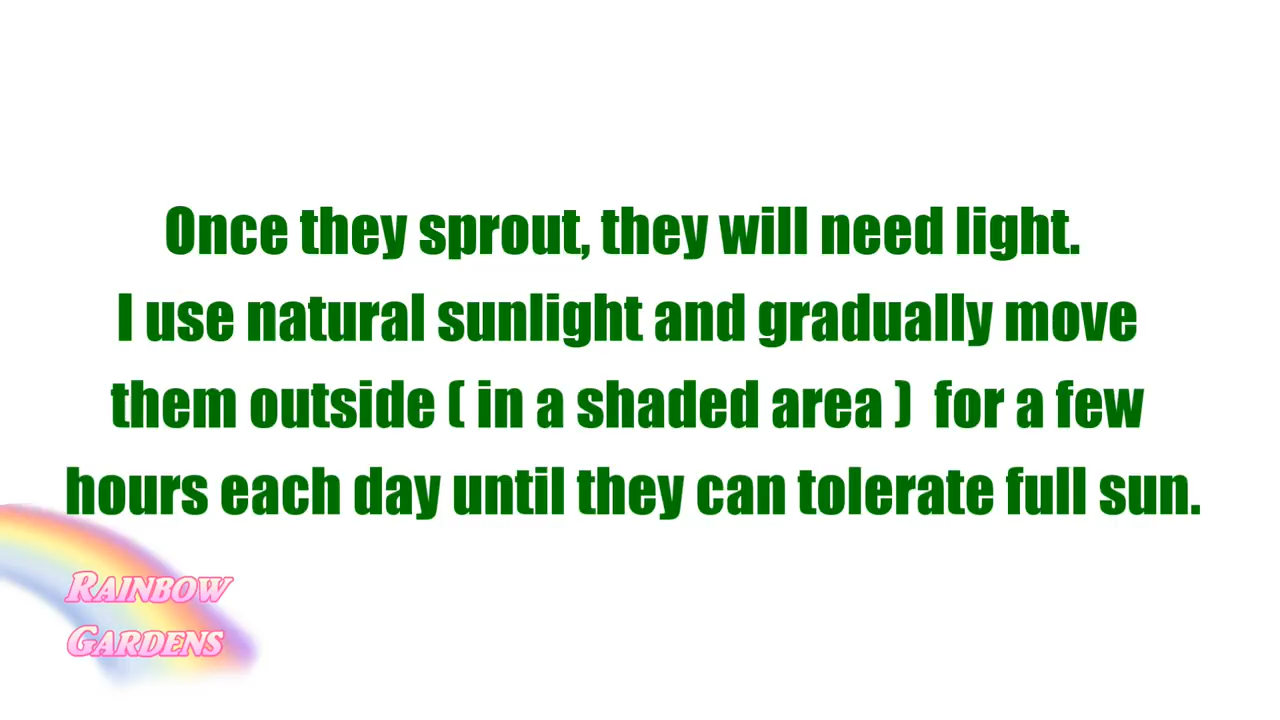 Once they sprout, they will need light.
I use natural sunlight and gradually move
them outside ( in a shaded area )  for a few
hours each day until they can tolerate full sun.
Rainbow
Gardens